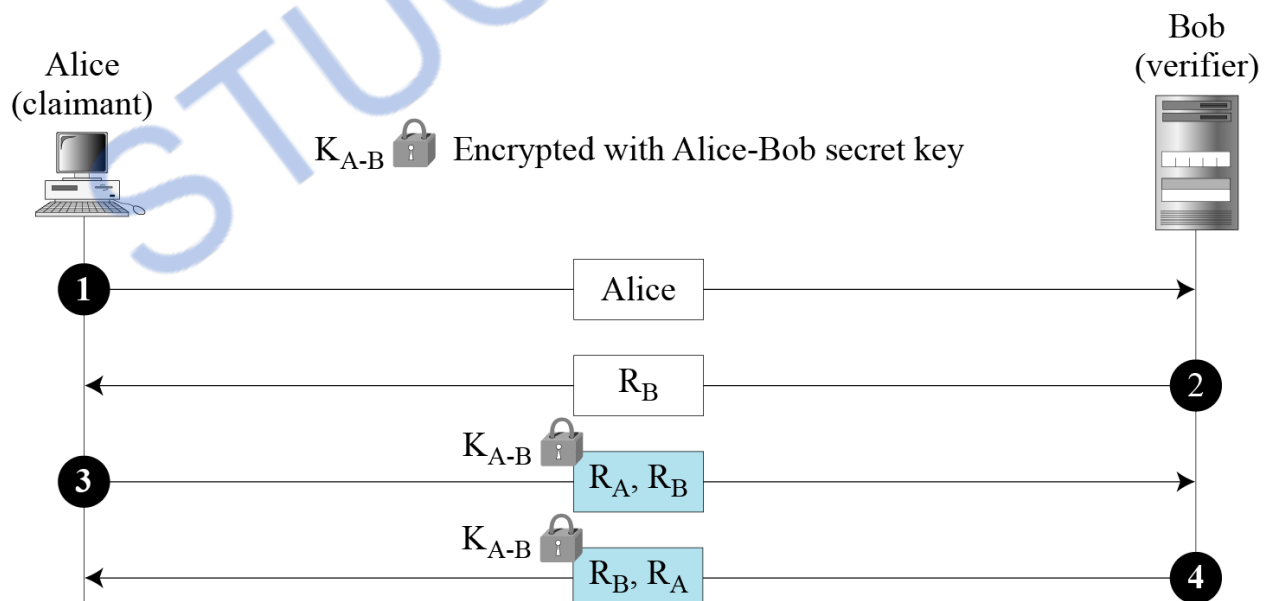 STUC
Bob
(verifier)
Alice
(claimant)
K_A-B Encrypted with Alice-Bob secret key
1
Alice
2
R_B
K_A-B
3
R_A, R_B
K_A-B
R_B, R_A
4